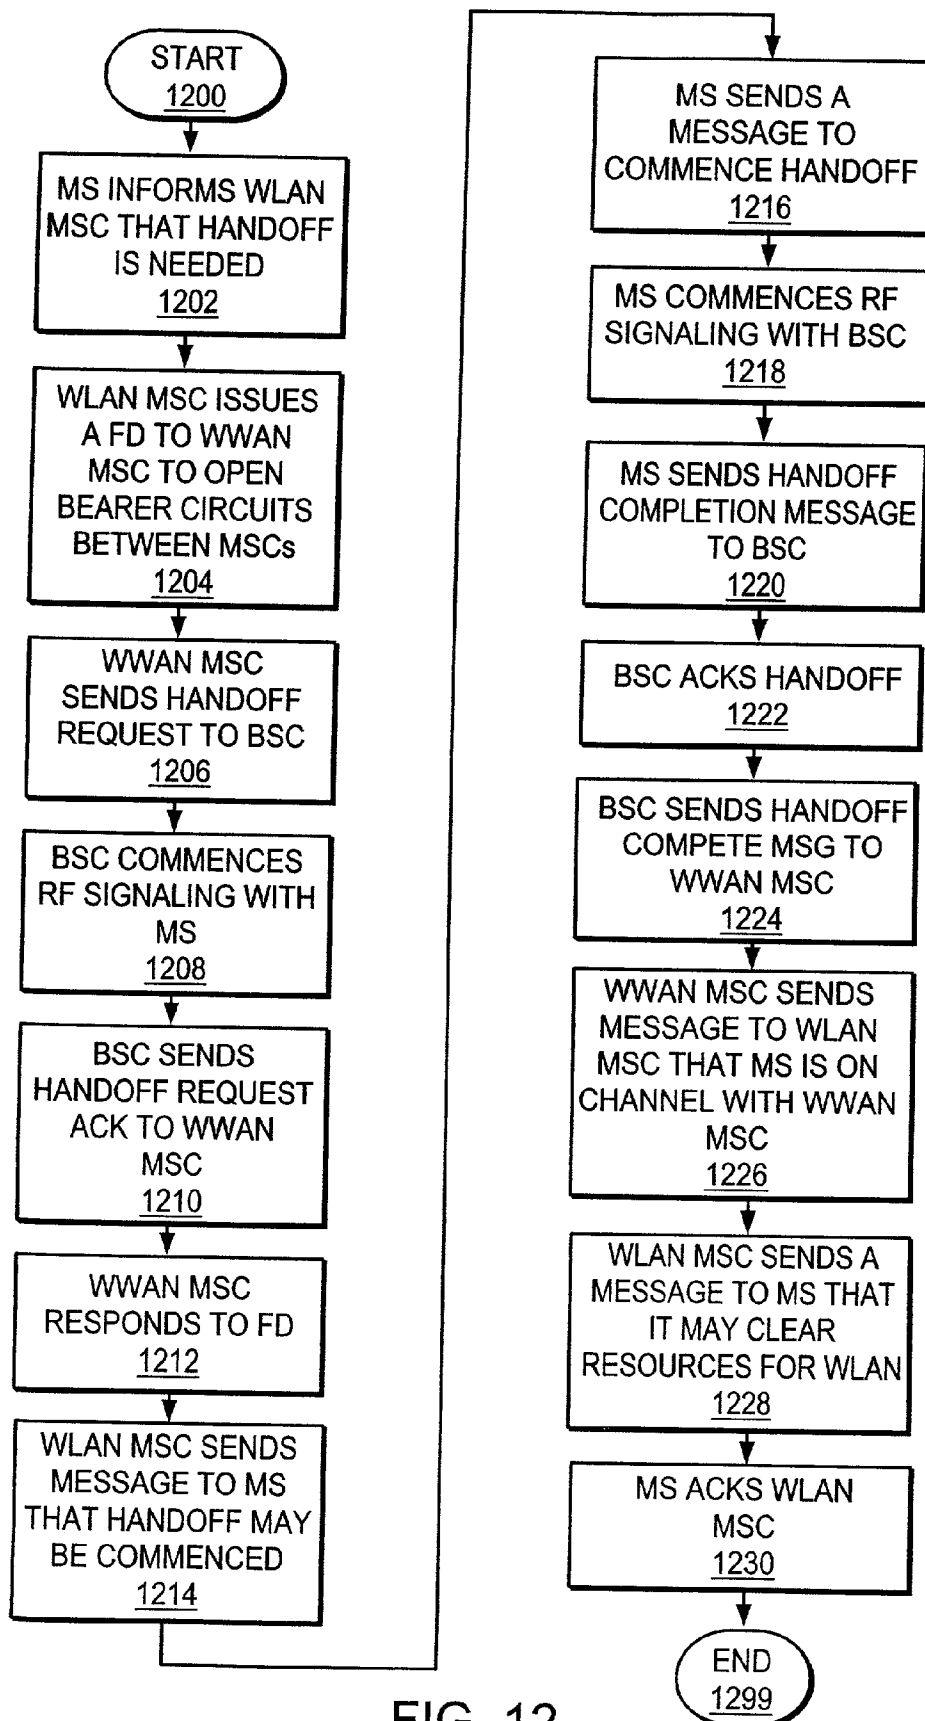 START
1200
MS INFORMS WLAN
MSC THAT HANDOFF
IS NEEDED
1202
WLAN MSC ISSUES
A FD TO WWAN
MSC TO OPEN
BEARER CIRCUITS
BETWEEN MSCs
1204
WWAN MSC
SENDS HANDOFF
REQUEST TO BSC
1206
BSC COMMENCES
RF SIGNALING WITH
MS
1208
BSC SENDS
HANDOFF REQUEST
ACK TO WWAN
MSC
1210
WWAN MSC
RESPONDS TO FD
1212
WLAN MSC SENDS
MESSAGE TO MS
THAT HANDOFF MAY
BE COMMENCED
1214
MS SENDS A
MESSAGE TO
COMMENCE HANDOFF
1216
MS COMMENCES RF
SIGNALING WITH BSC
1218
MS SENDS HANDOFF
COMPLETION MESSAGE
TO BSC
1220
BSC ACKS HANDOFF
1222
BSC SENDS HANDOFF
COMPETE MSG TO
WWAN MSC
1224
WWAN MSC SENDS
MESSAGE TO WLAN
MSC THAT MS IS ON
CHANNEL WITH WWAN
MSC
1226
WLAN MSC SENDS A
MESSAGE TO MS THAT
IT MAY CLEAR
RESOURCES FOR WLAN
1228
MS ACKS WLAN
MSC
1230
END
1299
FIG. 12